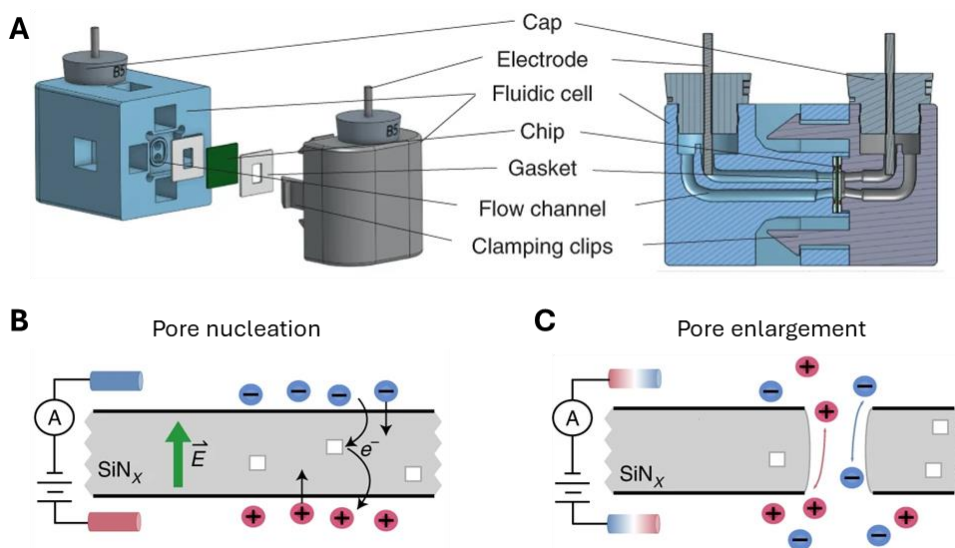 A
Cap
Electrode
Fluidic cell
Chip
Gasket
Flow channel
Clamping clips
B5
B5
B
Pore nucleation
A
E
SiNX
e−
− − − −
+ + + +
C
Pore enlargement
A
SiNX
+
− −
+
−
+ + +
− −